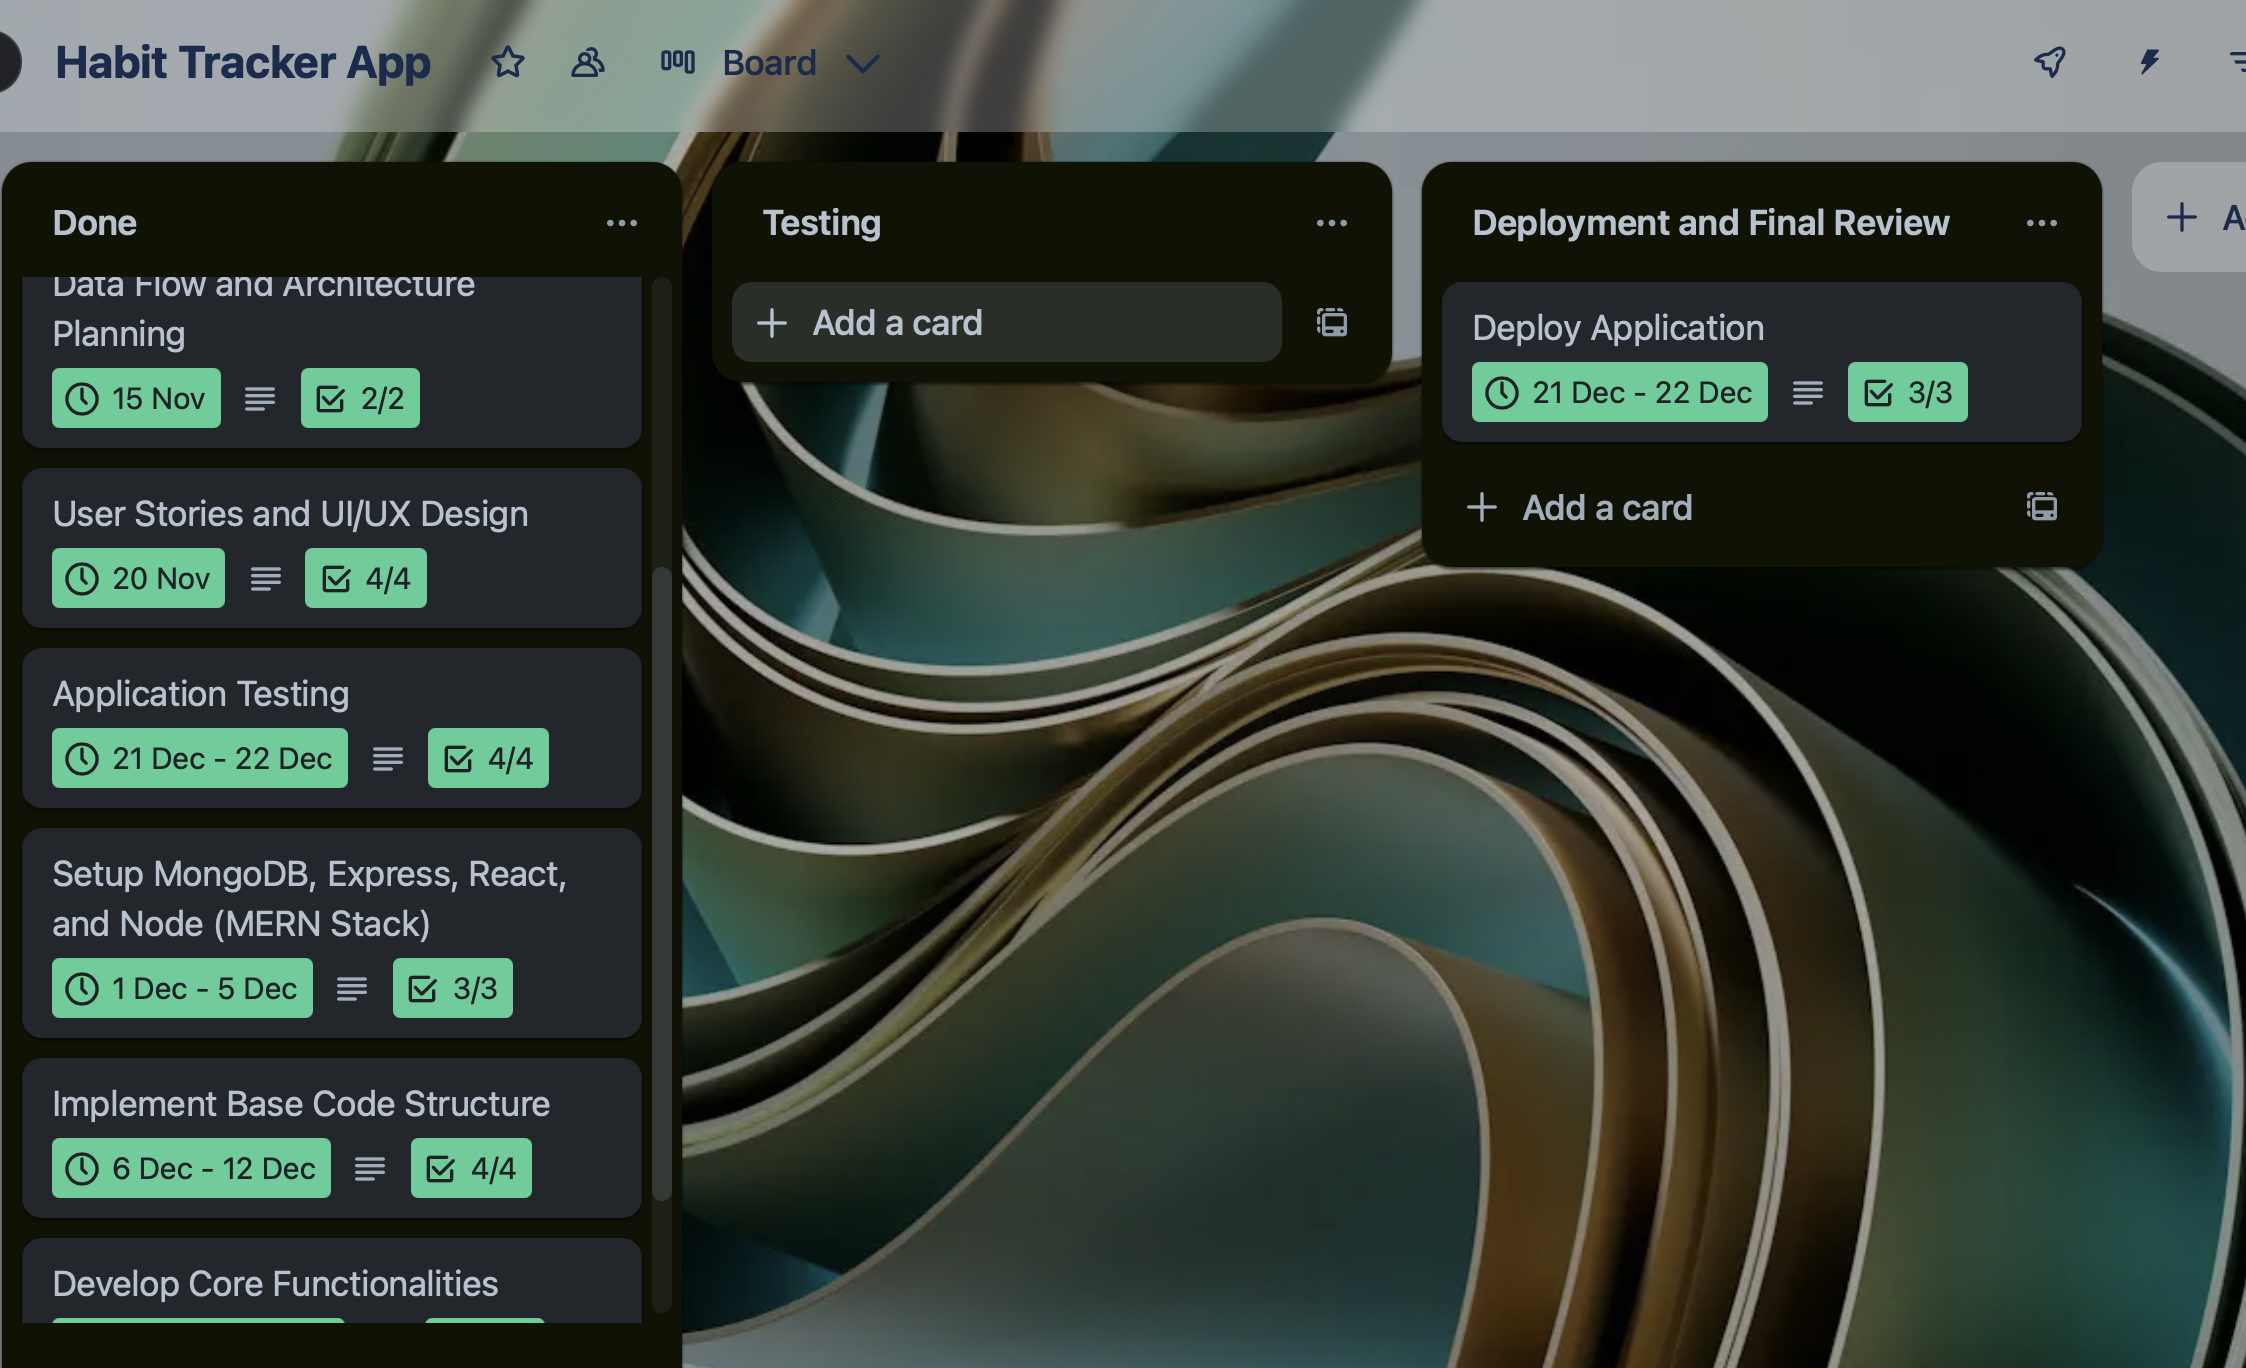 Habit Tracker App
Board
Done
Data Flow and Architecture
Planning
15 Nov 2/2
User Stories and UI/UX Design
20 Nov 4/4
Application Testing
21 Dec - 22 Dec 4/4
Setup MongoDB, Express, React,
and Node (MERN Stack)
1 Dec - 5 Dec 3/3
Implement Base Code Structure
6 Dec - 12 Dec 4/4
Develop Core Functionalities
Testing
Add a card
Deployment and Final Review
Deploy Application
21 Dec - 22 Dec 3/3
Add a card